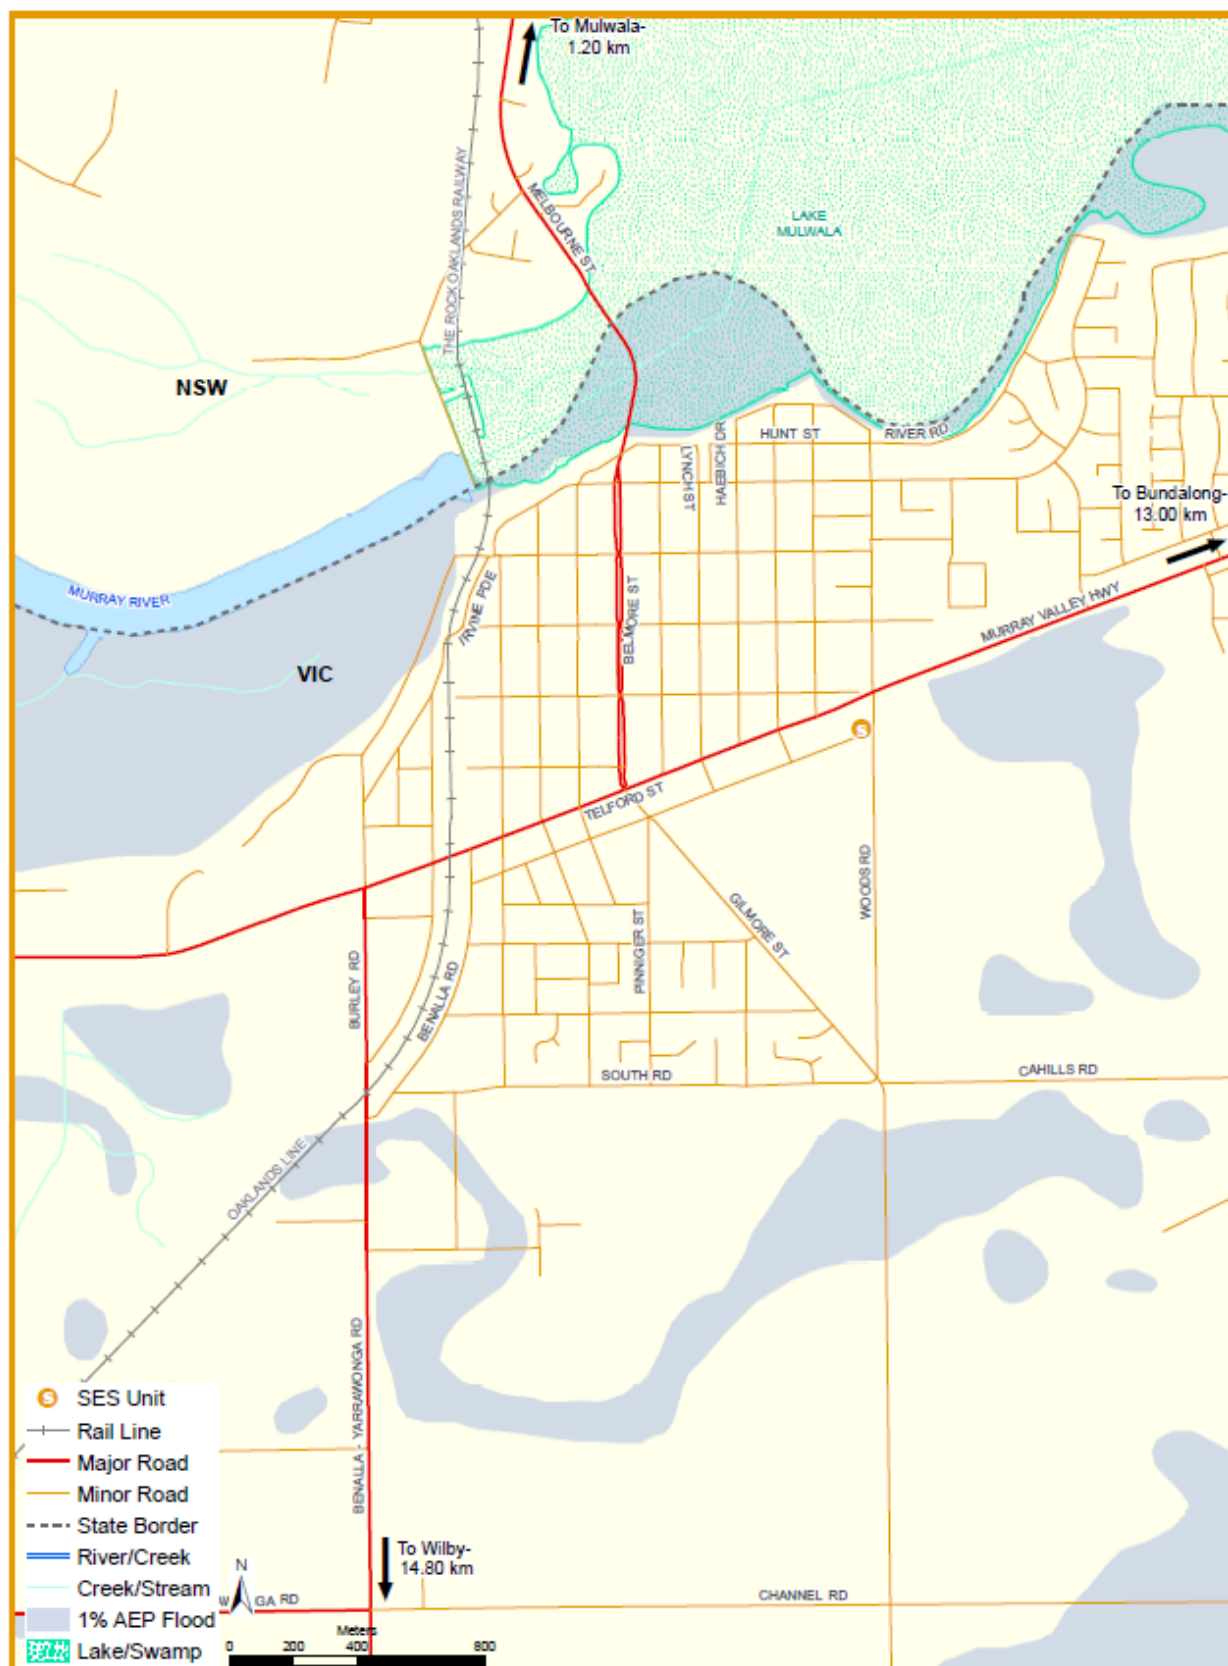 To Mulwala-
1.20 km
THE ROCK OAKLANDS RAILWAY
MELBOURNE ST
LAKE
MULWALA
NSW
HUNT ST
RIVER RD
LYNCH ST
HAEBICH DR
To Bundalong-
13.00 km
MURRAY RIVER
IRVINE PDE
BELMORE ST
MURRAY VALLEY HWY
VIC
S
TELFORD ST
WOODS RD
GILMORE ST
PINNIGER ST
BURLEY RD
BENALLA RD
SOUTH RD
CAHILLS RD
OAKLANDS LINE
BENALLA - YARRAWONGA RD
S SES Unit
Rail Line
Major Road
Minor Road
State Border
River/Creek
Creek/Stream
1% AEP Flood
Lake/Swamp
To Wilby-
14.80 km
N
W GA RD
CHANNEL RD
Meters
0 200 400 800